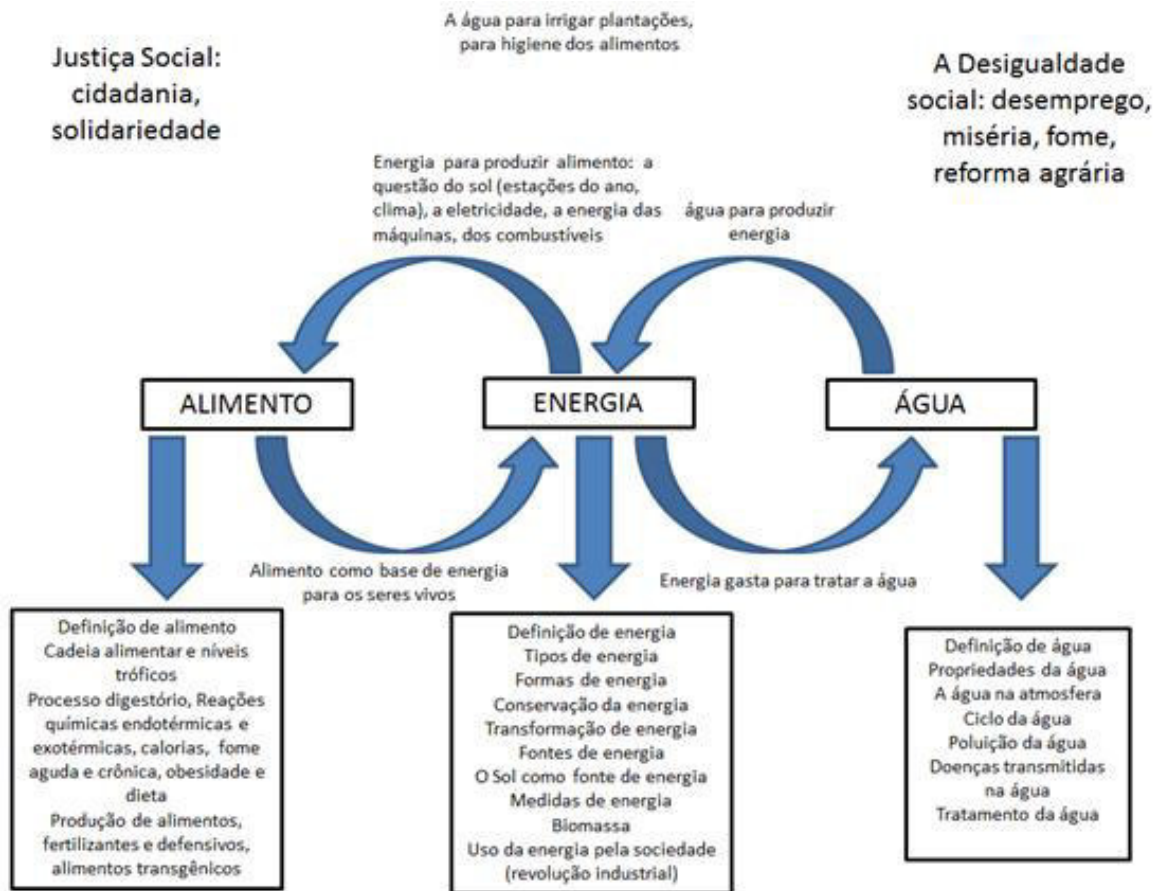 A água para irrigar plantações,
para higiene dos alimentos
Justiça Social:
cidadania,
solidariedade
A Desigualdade
social: desemprego,
miséria, fome,
reforma agrária
Energia para produzir alimento: a
questão do sol (estações do ano,
clima), a eletricidade, a energia das
máquinas, dos combustíveis
água para produzir
energia
ALIMENTO
ENERGIA
ÁGUA
Alimento como base de energia
para os seres vivos
Energia gasta para tratar a água
Definição de alimento
Cadeia alimentar e níveis
tróficos
Processo digestório, Reações
químicas endotérmicas e
exotérmicas, calorias, fome
aguda e crônica, obesidade e
dieta
Produção de alimentos,
fertilizantes e defensivos,
alimentos transgênicos
Definição de energia
Tipos de energia
Formas de energia
Conservação da energia
Transformação de energia
Fontes de energia
O Sol como fonte de energia
Medidas de energia
Biomassa
Uso da energia pela sociedade
(revolução industrial)
Definição de água
Propriedades da água
A água na atmosfera
Ciclo da água
Poluição da água
Doenças transmitidas
na água
Tratamento da água